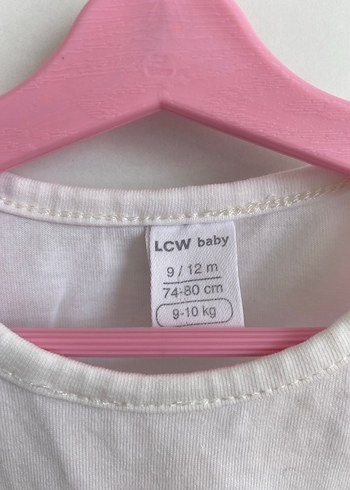 LCW baby
9 / 12 m
74-80 cm
9-10 kg